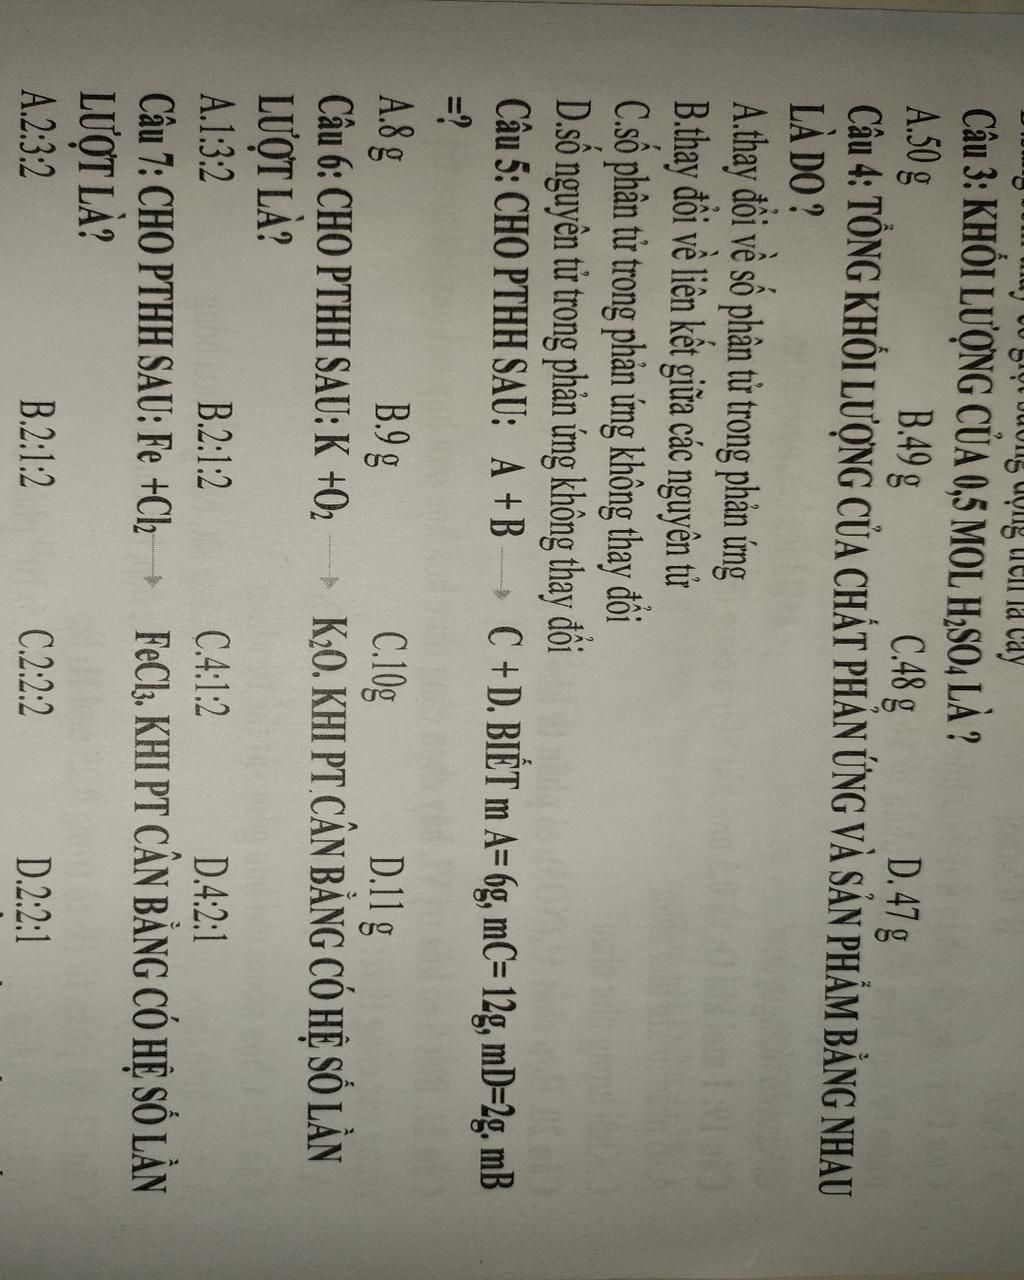 Câu 3: KHỐI LƯỢNG CỦA 0,5 MOL H₂SO₄ LÀ ?
A.50 g B.49 g C.48 g D. 47 g
Câu 4: TỔNG KHỐI LƯỢNG CỦA CHẤT PHẢN ỨNG VÀ SẢN PHẨM BẰNG NHAU
LÀ DO ?
A.thay đổi về số phân tử trong phản ứng
B.thay đổi về liên kết giữa các nguyên tử
C.số phân tử trong phản ứng không thay đổi
D.số nguyên tử trong phản ứng không thay đổi
Câu 5: CHO PTHH SAU: A + B → C + D. BIẾT m A= 6g, mC= 12g, mD=2g. mB
=?
A.8 g B.9 g C.10g D.11 g
Câu 6: CHO PTHH SAU: K +O₂ → K₂O. KHI PT CÂN BẰNG CÓ HỆ SỐ LẦN
LƯỢT LÀ?
A.1:3:2 B.2:1:2 C.4:1:2 D.4:2:1
Câu 7: CHO PTHH SAU: Fe +Cl₂ → FeCl₃. KHI PT CÂN BẰNG CÓ HỆ SỐ LẦN
LƯỢT LÀ?
A.2:3:2 B.2:1:2 C.2:2:2 D.2:2:1